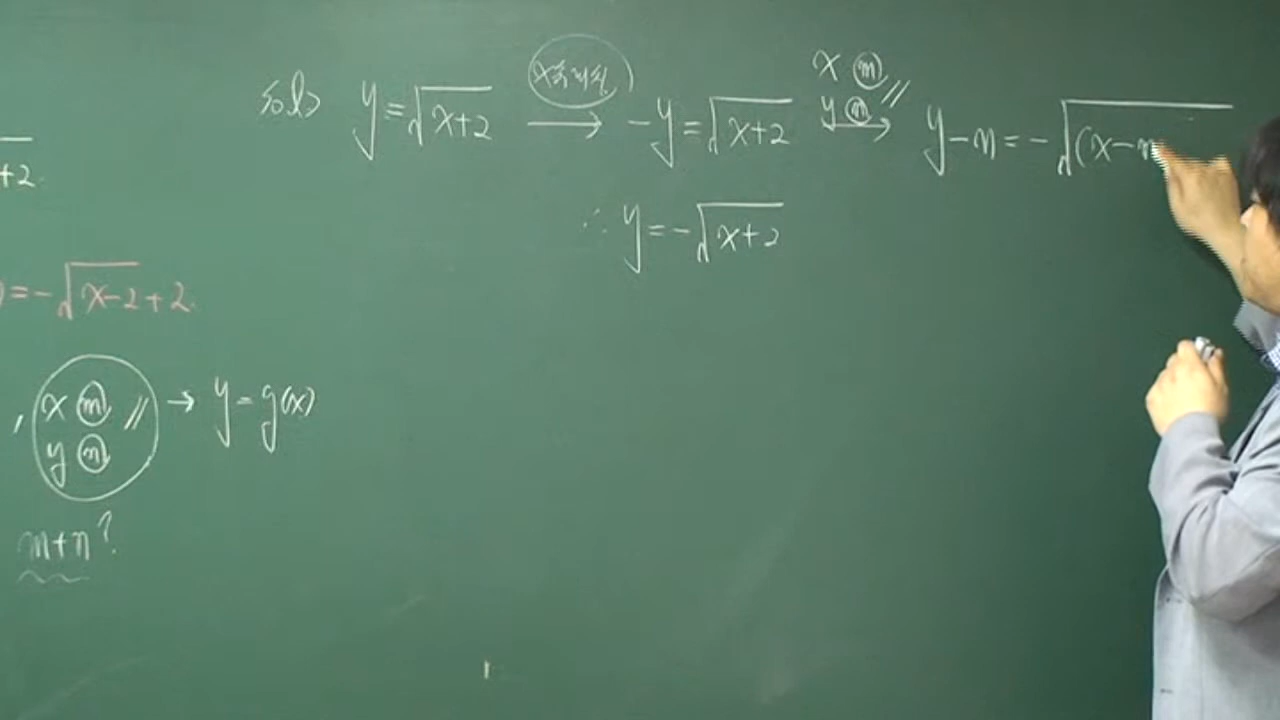 +2.
=-√x-2+2.
, x ⓜ // → y=g(x)
y ⓝ
m+n?
sol> y=√x+2 → -y=√x+2 → y-n=-√(x-m
x축대칭
x ⓜ //
y ⓝ
∴ y=-√x+2